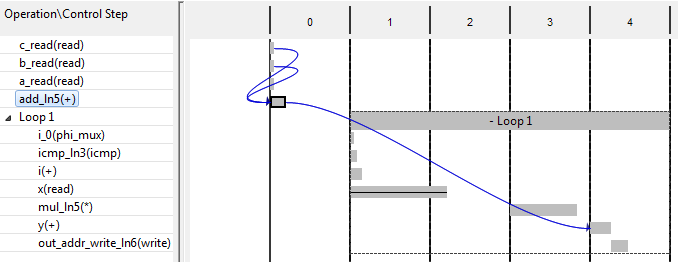 Operation\Control Step
0
1
2
3
4
c_read(read)
b_read(read)
a_read(read)
add_ln5(+)
Loop 1
- Loop 1
i_0(phi_mux)
icmp_ln3(icmp)
i(+)
x(read)
mul_ln5(*)
y(+)
out_addr_write_ln6(write)